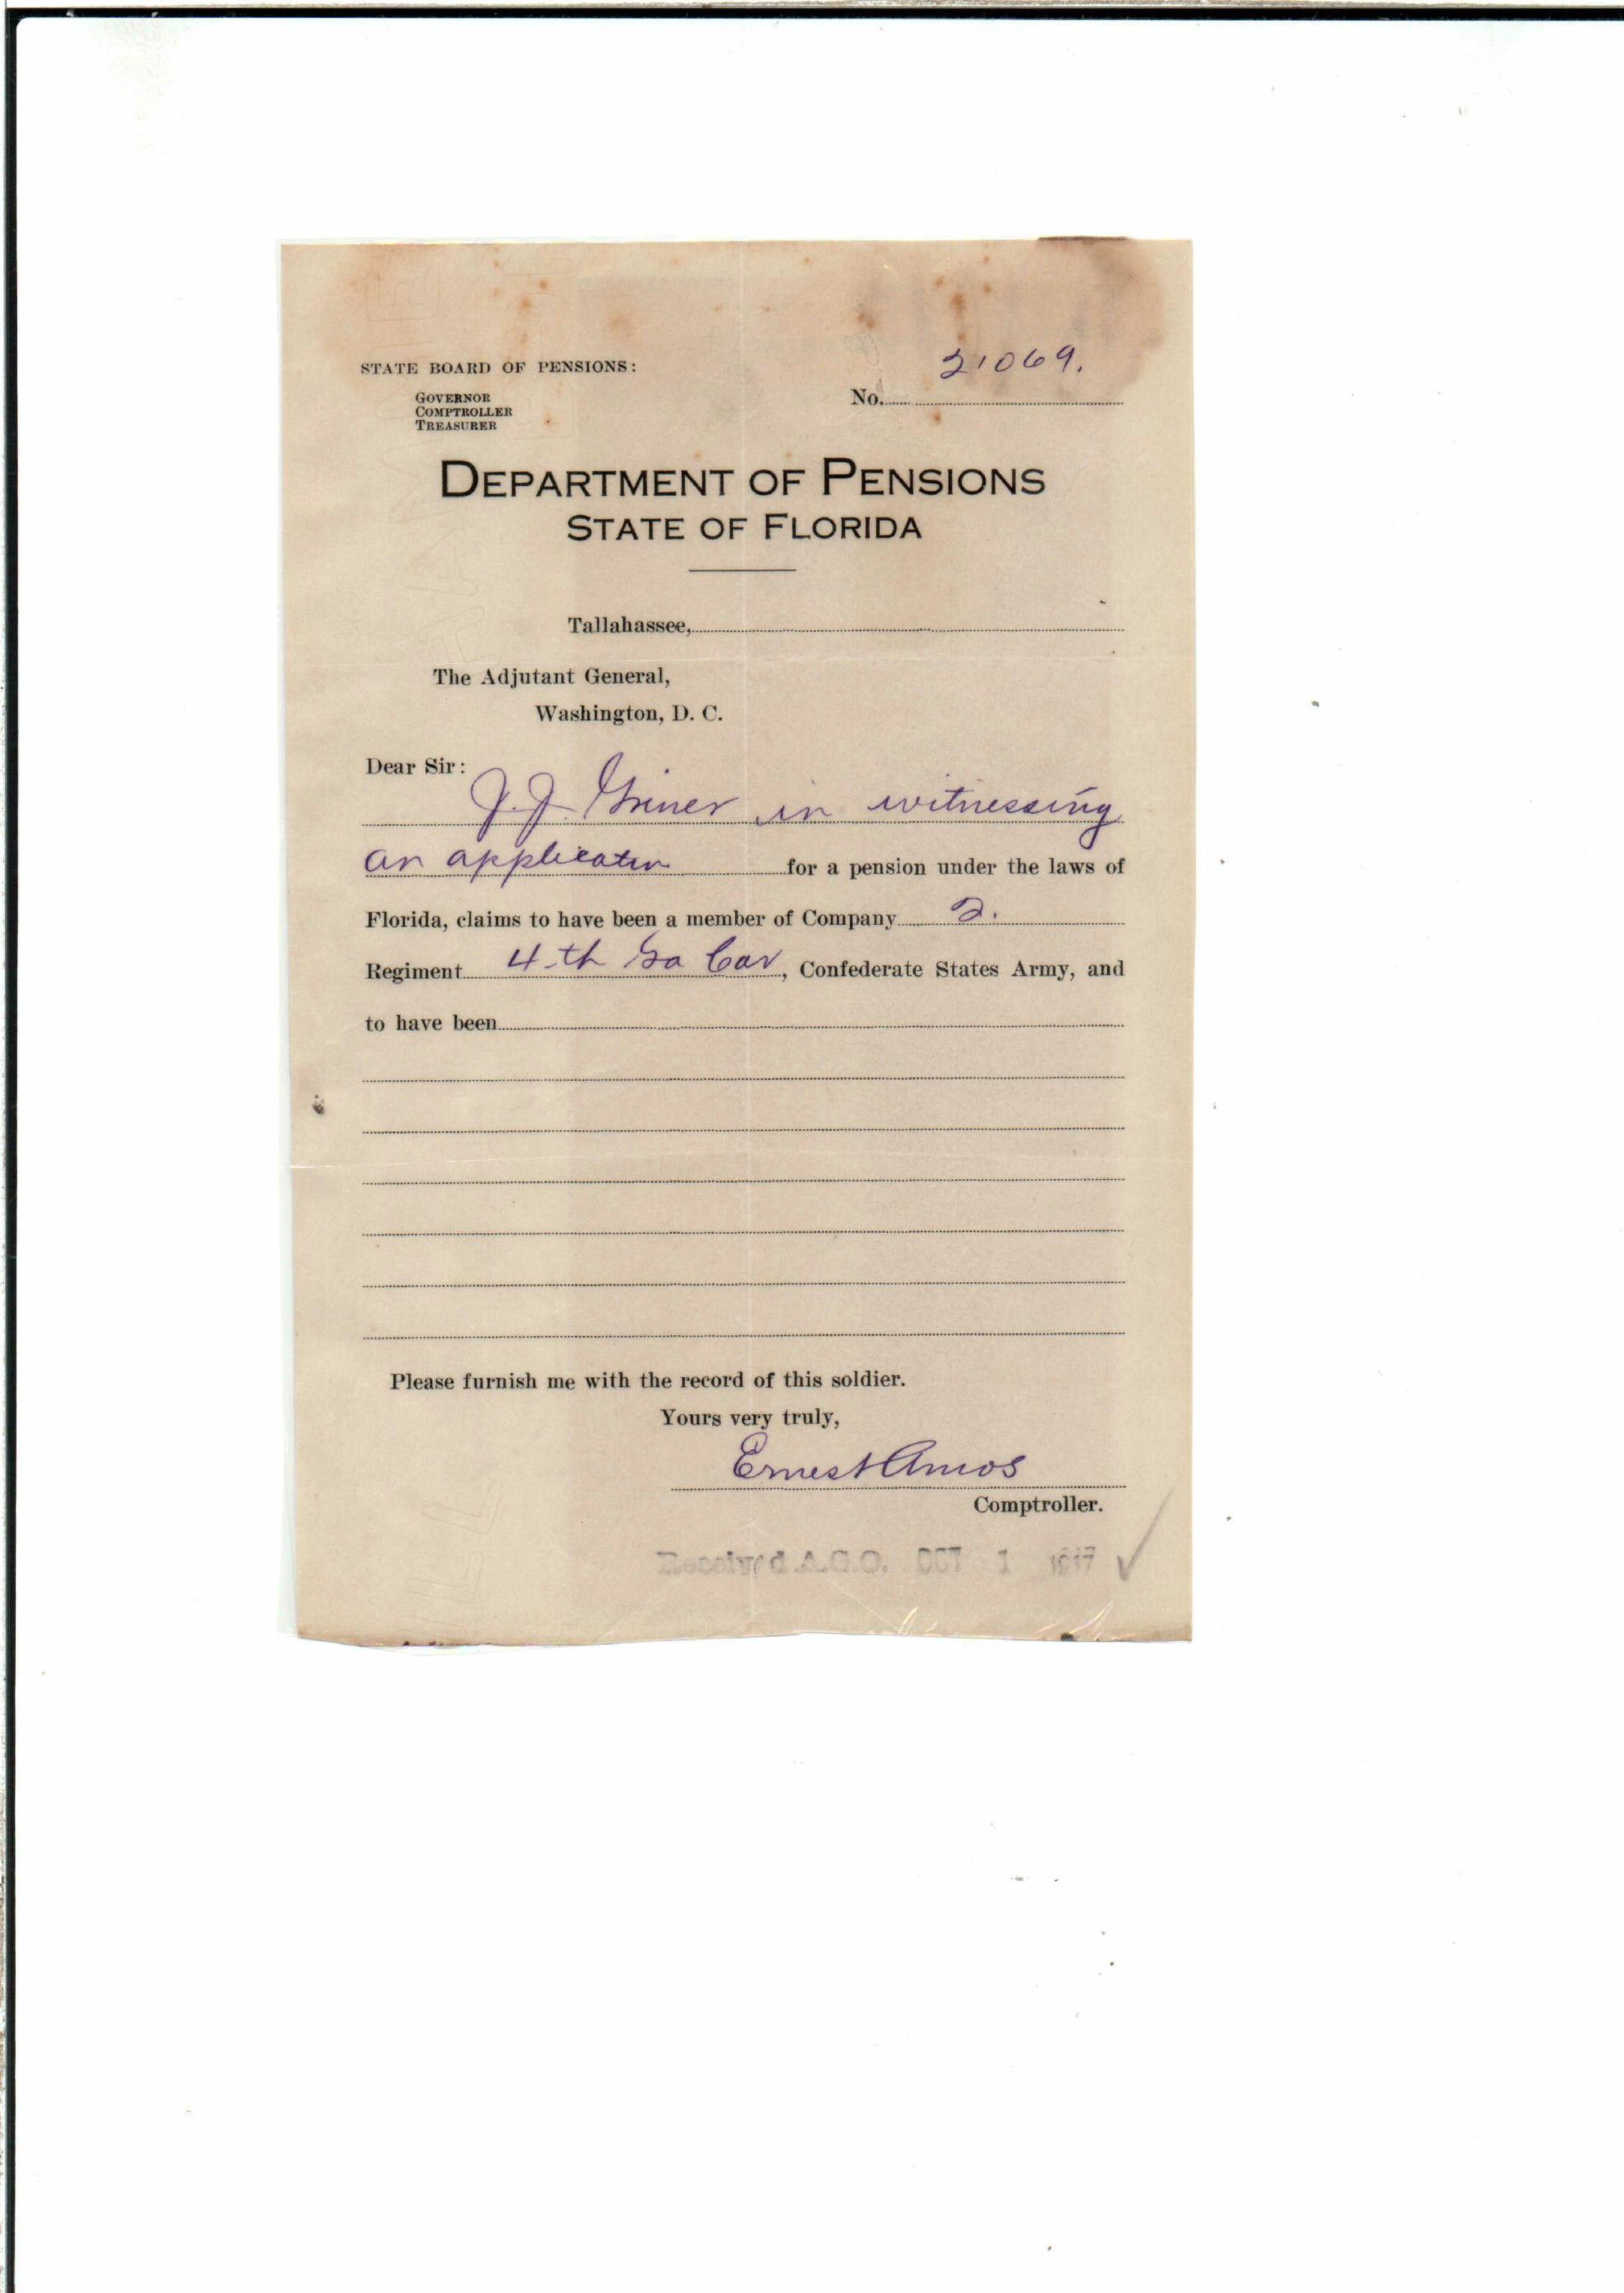 STATE BOARD OF PENSIONS:
GOVERNOR
COMPTROLLER
TREASURER
21069.
No.
DEPARTMENT OF PENSIONS
STATE OF FLORIDA
Tallahassee,
The Adjutant General,
Washington, D. C.
Dear Sir:
J. J. Griner in witnessing
an application for a pension under the laws of
Florida, claims to have been a member of Company
Regiment 4th Ga Cav, Confederate States Army, and
to have been
Please furnish me with the record of this soldier.
Yours very truly,
Ernest Amos
Comptroller.
Received A.G.O. OCT 1 1917